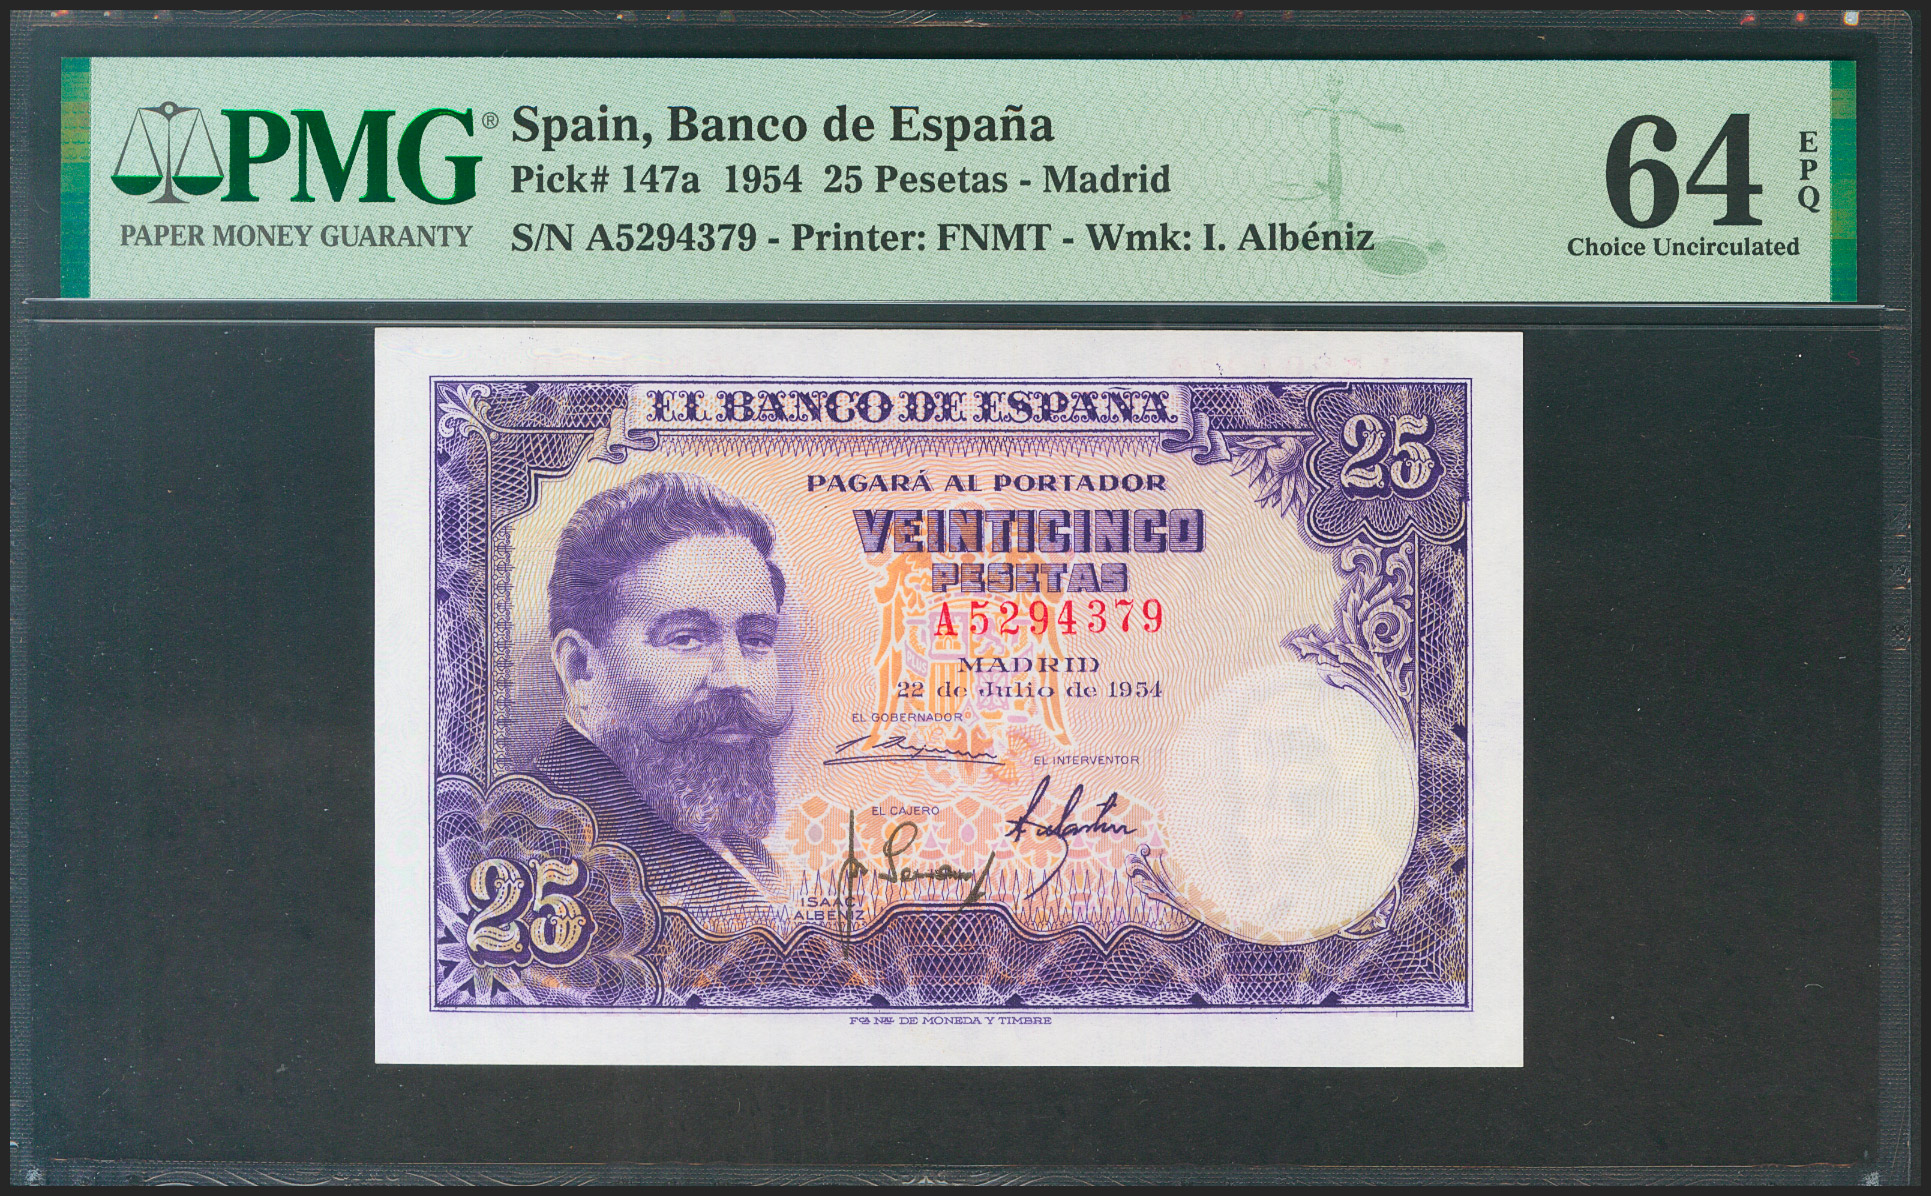 PMG®
PAPER MONEY GUARANTY
Spain, Banco de España
Pick# 147a 1954 25 Pesetas - Madrid
S/N A5294379 - Printer: FNMT - Wmk: I. Albéniz
64
EPQ
Choice Uncirculated
EL BANCO DE ESPAÑA
25
PAGARÁ AL PORTADOR
VEINTICINCO
PESETAS
A5294379
MADRID
22 de Julio de 1954
EL GOBERNADOR
EL INTERVENTOR
EL CAJERO
ISAAC
ALBENIZ
25
Fca Nal DE MONEDA Y TIMBRE